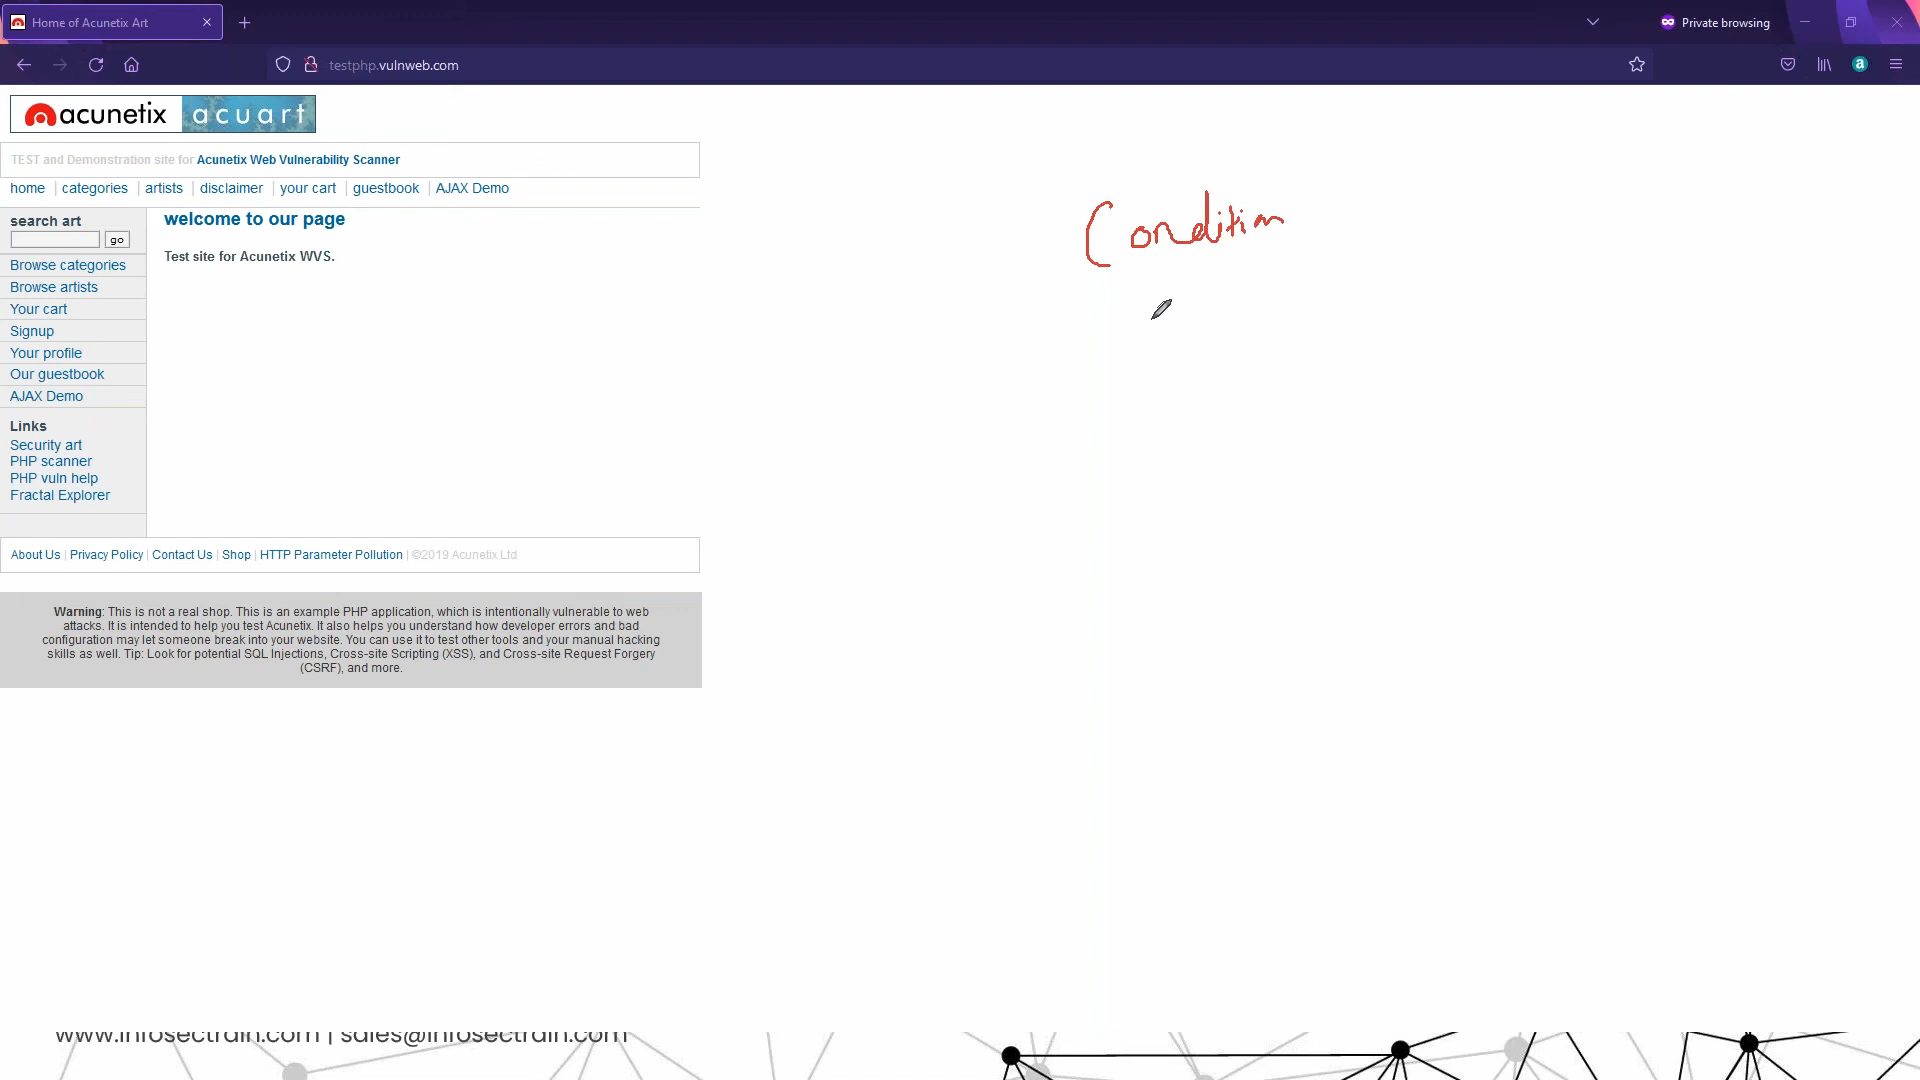 Home of Acunetix Art
Private browsing
testphp.vulnweb.com
acunetix acuart
TEST and Demonstration site for Acunetix Web Vulnerability Scanner
home | categories | artists | disclaimer | your cart | guestbook | AJAX Demo
search art
go
Browse categories
Browse artists
Your cart
Signup
Your profile
Our guestbook
AJAX Demo
Links
Security art
PHP scanner
PHP vuln help
Fractal Explorer
welcome to our page
Test site for Acunetix WVS.
Condition
About Us | Privacy Policy | Contact Us | Shop | HTTP Parameter Pollution | ©2019 Acunetix Ltd
Warning: This is not a real shop. This is an example PHP application, which is intentionally vulnerable to web
attacks. It is intended to help you test Acunetix. It also helps you understand how developer errors and bad
configuration may let someone break into your website. You can use it to test other tools and your manual hacking
skills as well. Tip: Look for potential SQL Injections, Cross-site Scripting (XSS), and Cross-site Request Forgery
(CSRF), and more.
www.infosectrain.com | sales@infosectrain.com